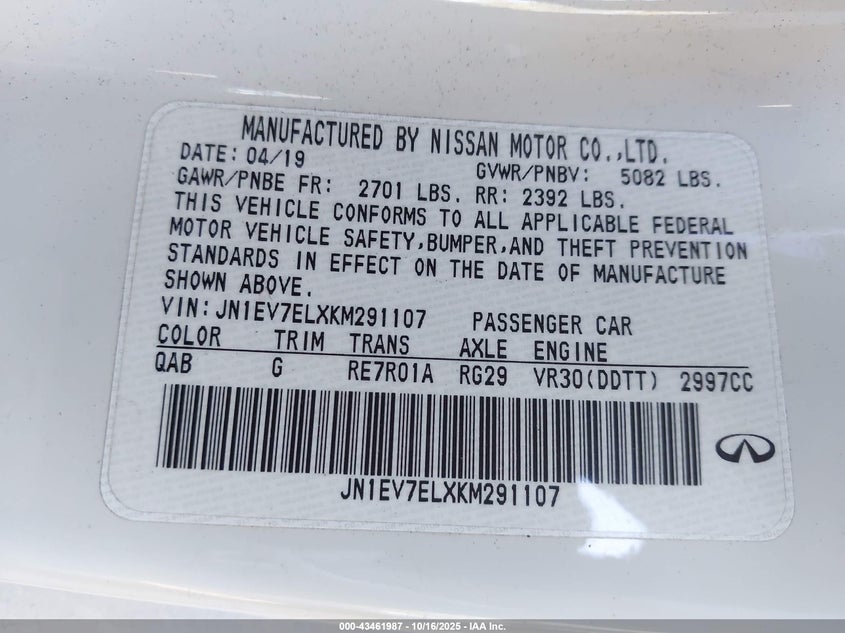 MANUFACTURED BY NISSAN MOTOR CO.,LTD.
DATE: 04/19 GVWR/PNBV: 5082 LBS.
GAWR/PNBE FR: 2701 LBS. RR: 2392 LBS.
THIS VEHICLE CONFORMS TO ALL APPLICABLE FEDERAL
MOTOR VEHICLE SAFETY,BUMPER,AND THEFT PREVENTION
STANDARDS IN EFFECT ON THE DATE OF MANUFACTURE
SHOWN ABOVE.
VIN:JN1EV7ELXKM291107 PASSENGER CAR
COLOR TRIM TRANS AXLE ENGINE
QAB G RE7R01A RG29 VR30(DDTT) 2997CC
JN1EV7ELXKM291107
000-43461987 - 10/16/2025 - IAA Inc.